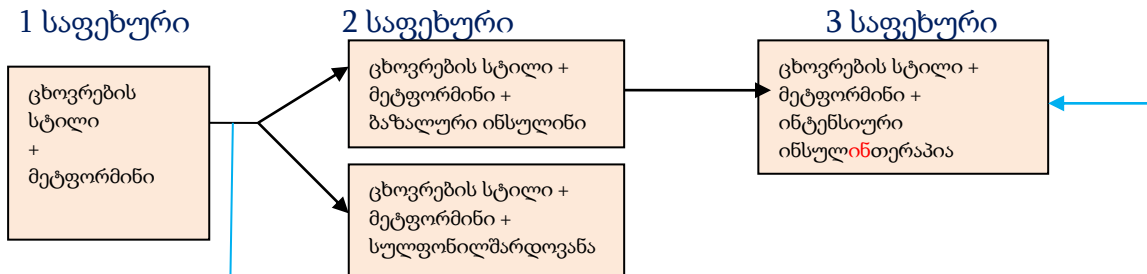 1 საფეხური
2 საფეხური
3 საფეხური
ცხოვრების
სტილი
+
მეტფორმინი
ცხოვრების სტილი +
მეტფორმინი +
ბაზალური ინსულინი
ცხოვრების სტილი +
მეტფორმინი +
სულფონილშარდოვანა
ცხოვრების სტილი +
მეტფორმინი +
ინტენსიური
ინსულინთერაპია